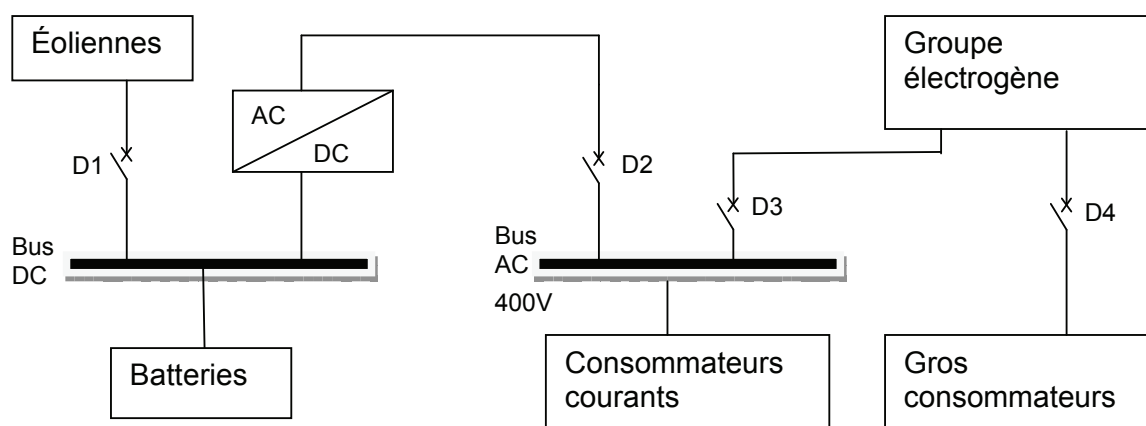 Éoliennes
Groupe
électrogène
AC
DC
D1
D2
D3
D4
Bus
DC
Bus
AC
400V
Batteries
Consommateurs
courants
Gros
consommateurs